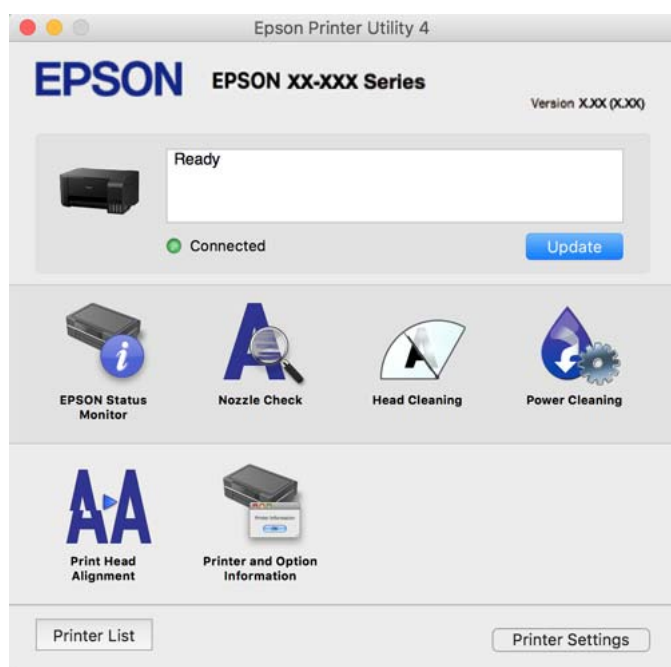 Epson Printer Utility 4
EPSON
EPSON XX-XXX Series
Version X.XX (X.XX)
Ready
Connected
Update
EPSON Status
Monitor
Nozzle Check
Head Cleaning
Power Cleaning
Print Head
Alignment
Printer and Option
Information
Printer List
Printer Settings